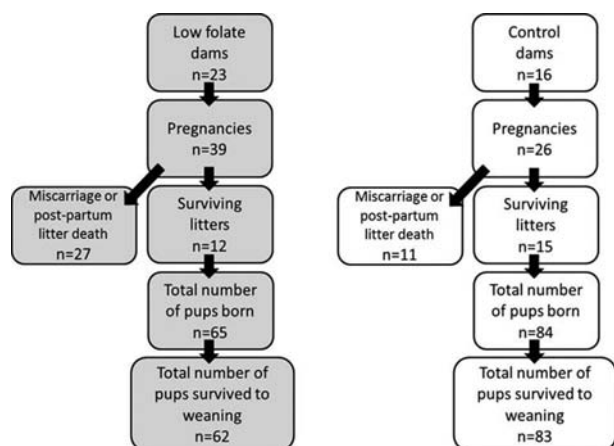 Low folate
dams
n=23
Pregnancies
n=39
Miscarriage or
post-partum
litter death
n=27
Surviving
litters
n=12
Total number
of pups born
n=65
Total number of
pups survived to
weaning
n=62
Control
dams
n=16
Pregnancies
n=26
Miscarriage or
post-partum
litter death
n=11
Surviving
litters
n=15
Total number
of pups born
n=84
Total number of
pups survived to
weaning
n=83